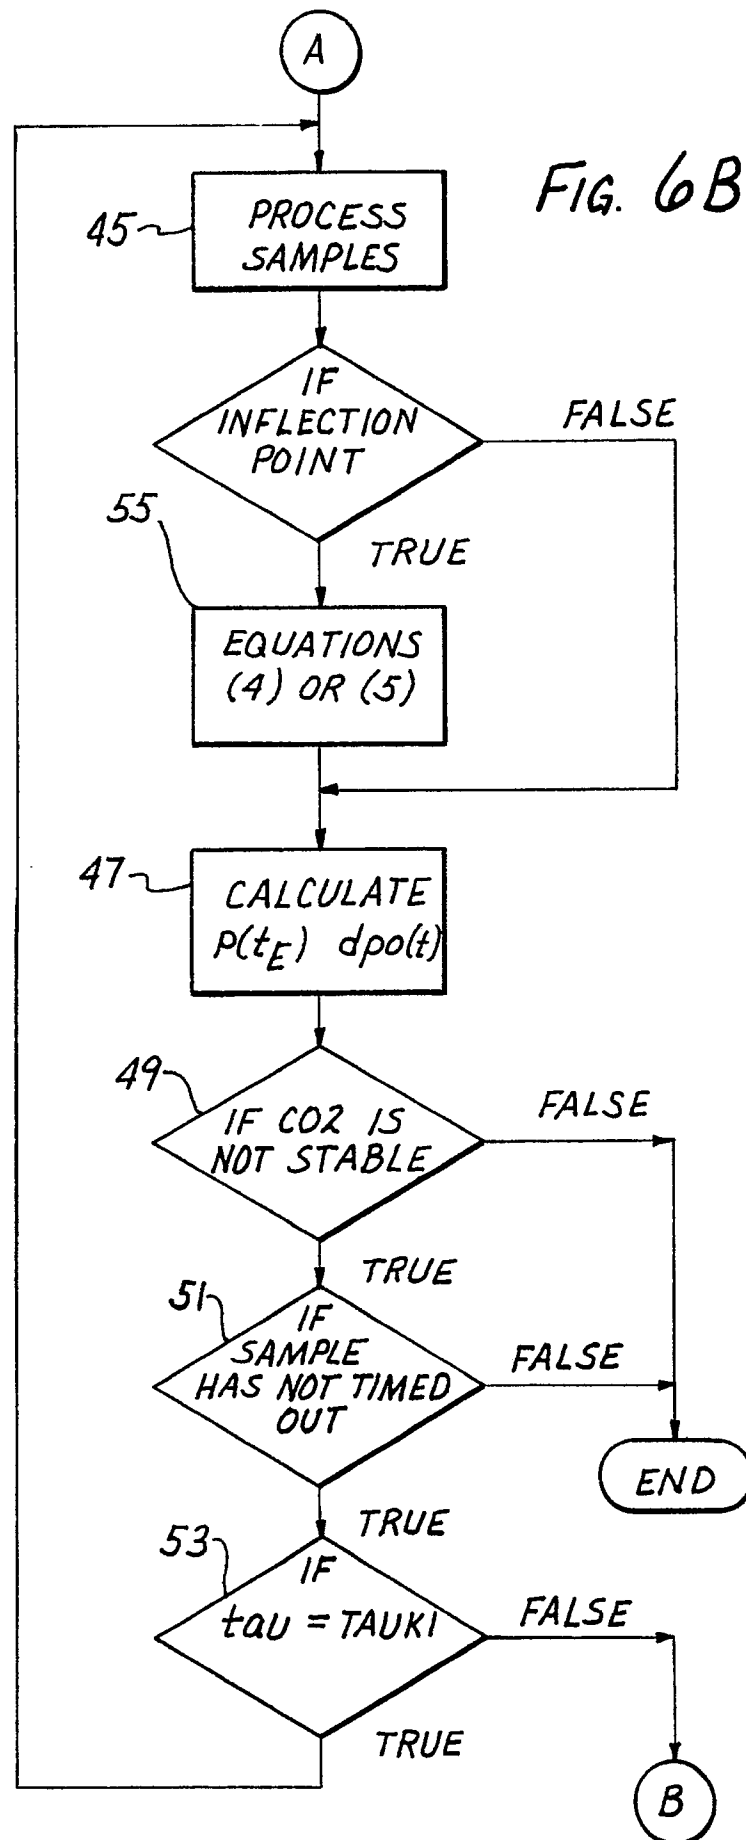 A
FIG. 6B
45
PROCESS
SAMPLES
IF
INFLECTION
POINT
FALSE
TRUE
55
EQUATIONS
(4) OR (5)
47
CALCULATE
P(tE) dpo(t)
49
IF CO2 IS
NOT STABLE
FALSE
TRUE
51
IF
SAMPLE
HAS NOT TIMED
OUT
FALSE
END
TRUE
53
IF
tau = TAUK1
FALSE
TRUE
B